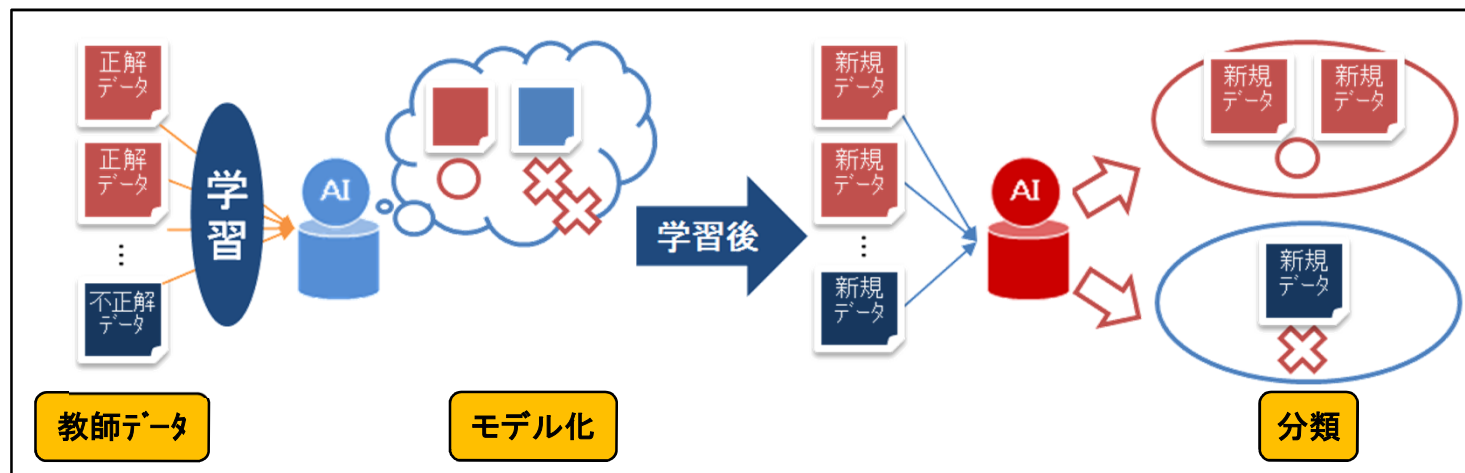 正解
データ
正解
データ
⋮
不正解
データ
学
習
AI
学習後
新規
データ
新規
データ
⋮
新規
データ
AI
新規
データ
新規
データ
新規
データ
教師データ
モデル化
分類